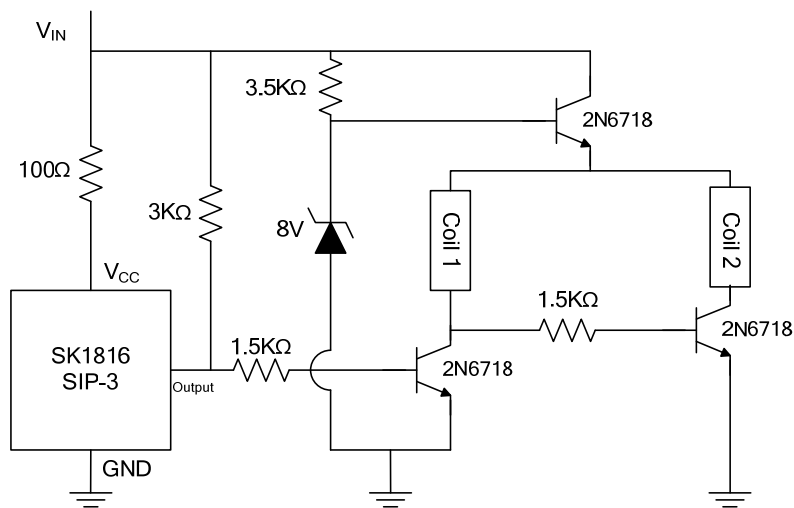 V_IN
3.5KΩ
2N6718
100Ω
3KΩ
8V
Coil 1
Coil 2
V_CC
1.5KΩ
2N6718
SK1816
SIP-3
1.5KΩ
2N6718
Output
GND